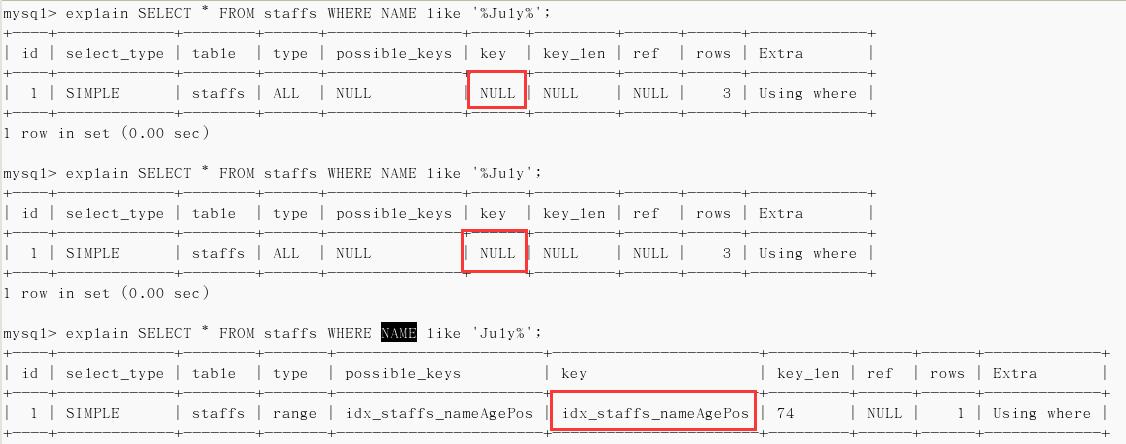 mysql> explain SELECT * FROM staffs WHERE NAME like '%July%';
+----+-------------+--------+------+---------------+------+---------+------+------+-------------+
| id | select_type | table | type | possible_keys | key | key_len | ref | rows | Extra |
+----+-------------+--------+------+---------------+------+---------+------+------+-------------+
| 1 | SIMPLE | staffs | ALL | NULL | NULL | NULL | NULL | 3 | Using where |
+----+-------------+--------+------+---------------+------+---------+------+------+-------------+
1 row in set (0.00 sec)
mysql> explain SELECT * FROM staffs WHERE NAME like '%July';
+----+-------------+--------+------+---------------+------+---------+------+------+-------------+
| id | select_type | table | type | possible_keys | key | key_len | ref | rows | Extra |
+----+-------------+--------+------+---------------+------+---------+------+------+-------------+
| 1 | SIMPLE | staffs | ALL | NULL | NULL | NULL | NULL | 3 | Using where |
+----+-------------+--------+------+---------------+------+---------+------+------+-------------+
1 row in set (0.00 sec)
mysql> explain SELECT * FROM staffs WHERE NAME like 'July%';
+----+-------------+--------+-------+-----------------------+-----------------------+---------+------+------+-------------+
| id | select_type | table | type | possible_keys | key | key_len | ref | rows | Extra |
+----+-------------+--------+-------+-----------------------+-----------------------+---------+------+------+-------------+
| 1 | SIMPLE | staffs | range | idx_staffs_nameAgePos | idx_staffs_nameAgePos | 74 | NULL | 1 | Using where |
+----+-------------+--------+-------+-----------------------+-----------------------+---------+------+------+-------------+